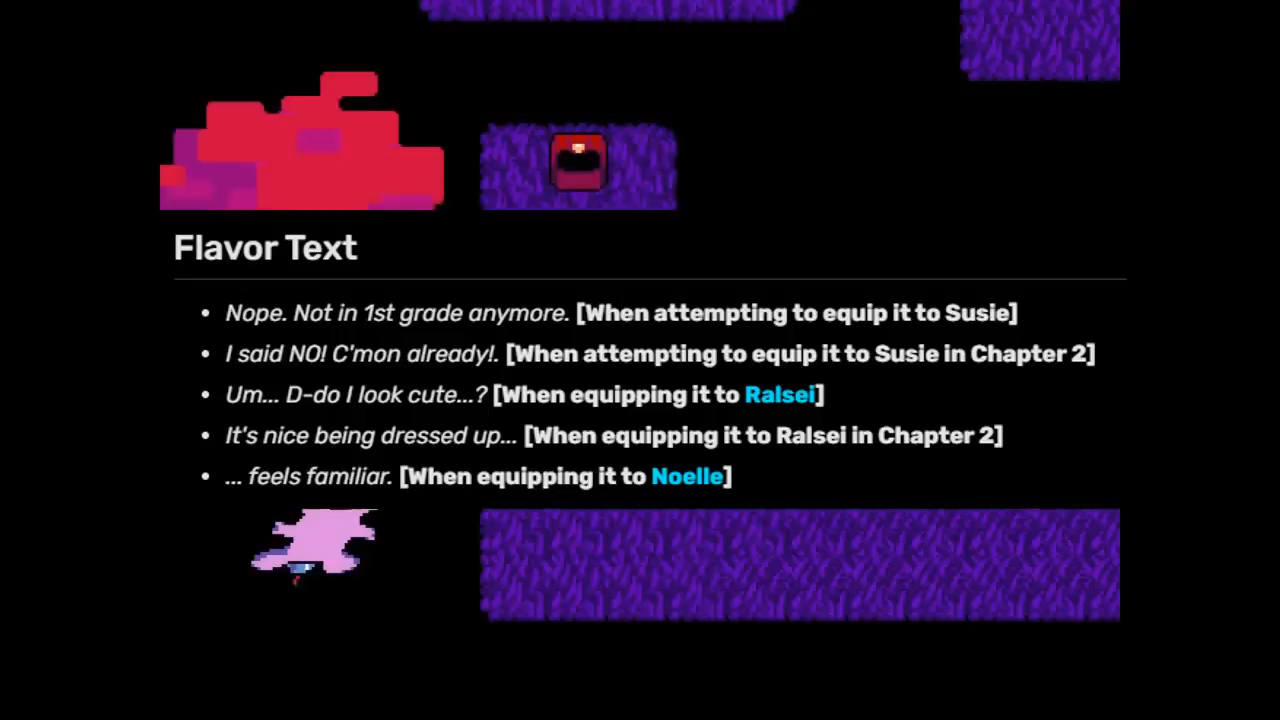 Flavor Text
• Nope. Not in 1st grade anymore. [When attempting to equip it to Susie]
• I said NO! C'mon already!. [When attempting to equip it to Susie in Chapter 2]
• Um... D-do I look cute...? [When equipping it to Ralsei]
• It's nice being dressed up... [When equipping it to Ralsei in Chapter 2]
• ... feels familiar. [When equipping it to Noelle]